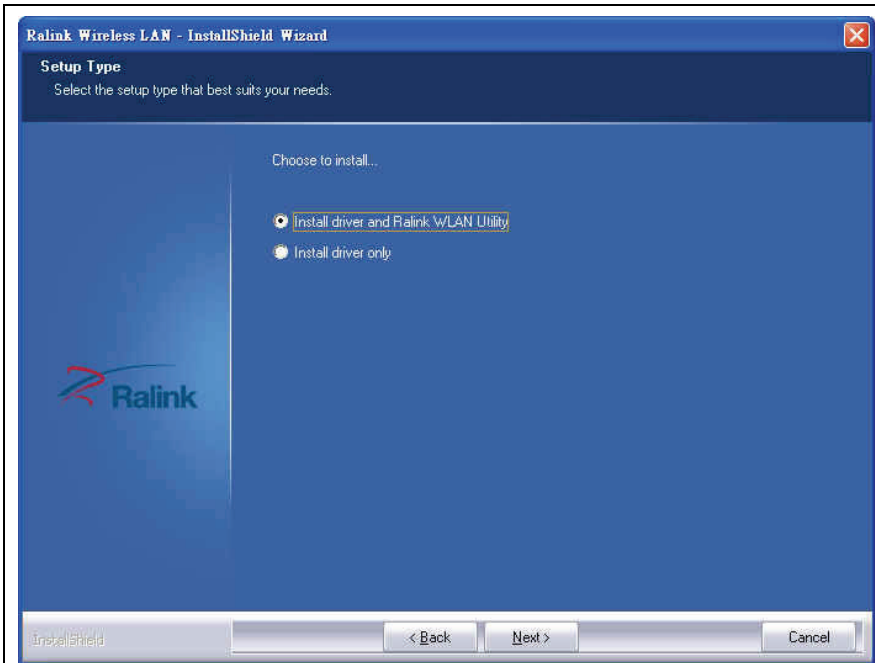 Ralink Wireless LAN - InstallShield Wizard
Setup Type
Select the setup type that best suits your needs.
Choose to install...
Install driver and Ralink WLAN Utility
Install driver only
Ralink
InstallShield
< Back
Next >
Cancel